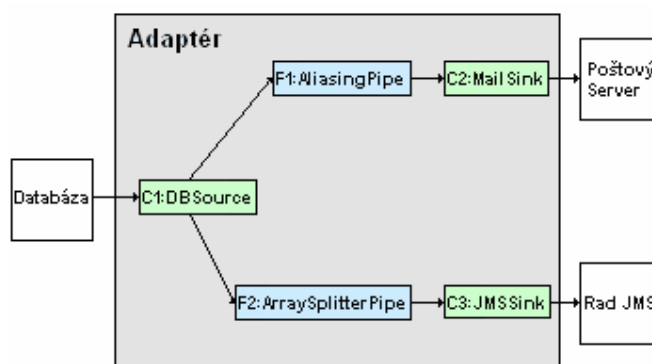 Adaptér
F1:AliasingPipe
C2:MailSink
Poštový
Server
Databáza
C1:DBSource
F2:ArraySplitterPipe
C3:JMSSink
Rad JMS